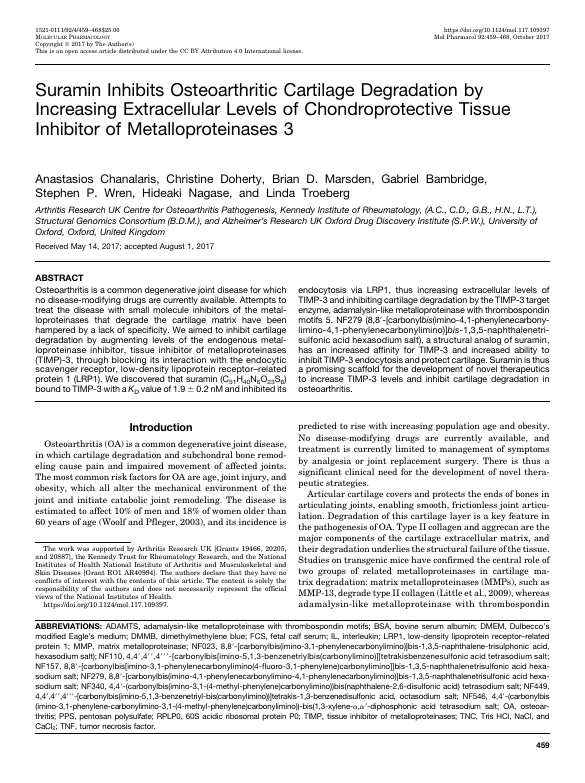 1521-0111/92/4/459–468$25.00
MOLECULAR PHARMACOLOGY
Copyright © 2017 by The Author(s)
This is an open access article distributed under the CC BY Attribution 4.0 International license.
https://doi.org/10.1124/mol.117.109397
Mol Pharmacol 92:459–468, October 2017
Suramin Inhibits Osteoarthritic Cartilage Degradation by
Increasing Extracellular Levels of Chondroprotective Tissue
Inhibitor of Metalloproteinases 3
Anastasios Chanalaris, Christine Doherty, Brian D. Marsden, Gabriel Bambridge,
Stephen P. Wren, Hideaki Nagase, and Linda Troeberg
Arthritis Research UK Centre for Osteoarthritis Pathogenesis, Kennedy Institute of Rheumatology, (A.C., C.D., G.B., H.N., L.T.),
Structural Genomics Consortium (B.D.M.), and Alzheimer's Research UK Oxford Drug Discovery Institute (S.P.W.), University of
Oxford, Oxford, United Kingdom
Received May 14, 2017; accepted August 1, 2017
ABSTRACT
Osteoarthritis is a common degenerative joint disease for which
no disease-modifying drugs are currently available. Attempts to
treat the disease with small molecule inhibitors of the metal-
loproteinases that degrade the cartilage matrix have been
hampered by a lack of specificity. We aimed to inhibit cartilage
degradation by augmenting levels of the endogenous metal-
loproteinase inhibitor, tissue inhibitor of metalloproteinases
(TIMP)-3, through blocking its interaction with the endocytic
scavenger receptor, low-density lipoprotein receptor–related
protein 1 (LRP1). We discovered that suramin (C51H40N6O23S6)
bound to TIMP-3 with a KD value of 1.9 ± 0.2 nM and inhibited its
endocytosis via LRP1, thus increasing extracellular levels of
TIMP-3 and inhibiting cartilage degradation by the TIMP-3 target
enzyme, adamalysin-like metalloproteinase with thrombospondin
motifs 5. NF279 (8,8′-[carbonylbis(imino-4,1-phenylenecarbony-
limino-4,1-phenylenecarbonylimino)]bis-1,3,5-naphthalenetri-
sulfonic acid hexasodium salt), a structural analog of suramin,
has an increased affinity for TIMP-3 and increased ability to
inhibit TIMP-3 endocytosis and protect cartilage. Suramin is thus
a promising scaffold for the development of novel therapeutics
to increase TIMP-3 levels and inhibit cartilage degradation in
osteoarthritis.
Introduction
Osteoarthritis (OA) is a common degenerative joint disease,
in which cartilage degradation and subchondral bone remod-
eling cause pain and impaired movement of affected joints.
The most common risk factors for OA are age, joint injury, and
obesity, which all alter the mechanical environment of the
joint and initiate catabolic joint remodeling. The disease is
estimated to affect 10% of men and 18% of women older than
60 years of age (Woolf and Pfleger, 2003), and its incidence is
The work was supported by Arthritis Research UK [Grants 19466, 20205,
and 20887], the Kennedy Trust for Rheumatology Research, and the National
Institutes of Health National Institute of Arthritis and Musculoskeletal and
Skin Diseases [Grant RO1 AR40994]. The authors declare that they have no
conflicts of interest with the contents of this article. The content is solely the
responsibility of the authors and does not necessarily represent the official
views of the National Institutes of Health.
https://doi.org/10.1124/mol.117.109397.
predicted to rise with increasing population age and obesity.
No disease-modifying drugs are currently available, and
treatment is currently limited to management of symptoms
by analgesia or joint replacement surgery. There is thus a
significant clinical need for the development of novel thera-
peutic strategies.
Articular cartilage covers and protects the ends of bones in
articulating joints, enabling smooth, frictionless joint articu-
lation. Degradation of this cartilage layer is a key feature in
the pathogenesis of OA. Type II collagen and aggrecan are the
major components of the cartilage extracellular matrix, and
their degradation underlies the structural failure of the tissue.
Studies on transgenic mice have confirmed the central role of
two groups of related metalloproteinases in cartilage ma-
trix degradation: matrix metalloproteinases (MMPs), such as
MMP-13, degrade type II collagen (Little et al., 2009), whereas
adamalysin-like metalloproteinase with thrombospondin
ABBREVIATIONS: ADAMTS, adamalysin-like metalloproteinase with thrombospondin motifs; BSA, bovine serum albumin; DMEM, Dulbecco's
modified Eagle's medium; DMMB, dimethylmethylene blue; FCS, fetal calf serum; IL, interleukin; LRP1, low-density lipoprotein receptor–related
protein 1; MMP, matrix metalloproteinase; NF023, 8,8′-[carbonylbis(imino-3,1-phenylenecarbonylimino)]bis-1,3,5-naphthalene-trisulphonic acid,
hexasodium salt); NF110, 4,4′,4′′,4′′′-[carbonylbis[imino-5,1,3-benzenetriylbis(carbonylimino)]]tetrakisbenzenesulfonic acid tetrasodium salt;
NF157, 8,8′-[carbonylbis[imino-3,1-phenylenecarbonylimino(4-fluoro-3,1-phenylene)carbonylimino]]bis-1,3,5-naphthalenetrisulfonic acid hexa-
sodium salt; NF279, 8,8′-[carbonylbis(imino-4,1-phenylenecarbonylimino-4,1-phenylenecarbonylimino)]bis-1,3,5-naphthalenetrisulfonic acid hexa-
sodium salt; NF340, 4,4′-(carbonylbis(imino-3,1-(4-methyl-phenylene)carbonylimino))bis(naphthalene-2,6-disulfonic acid) tetrasodium salt; NF449,
4,4′,4′′,4′′′-[carbonylbis(imino-5,1,3-benzenetriyl-bis(carbonylimino))]tetrakis-1,3-benzenedisulfonic acid, octasodium salt; NF546, 4,4′-(carbonylbis
(imino-3,1-phenylene-carbonylimino-3,1-(4-methyl-phenylene)carbonylimino))-bis(1,3-xylene-α,α′-diphosphonic acid tetrasodium salt; OA, osteoar-
thritis; PPS, pentosan polysulfate; RPLP0, 60S acidic ribosomal protein P0; TIMP, tissue inhibitor of metalloproteinases; TNC, Tris HCl, NaCl, and
CaCl2; TNF, tumor necrosis factor.
459